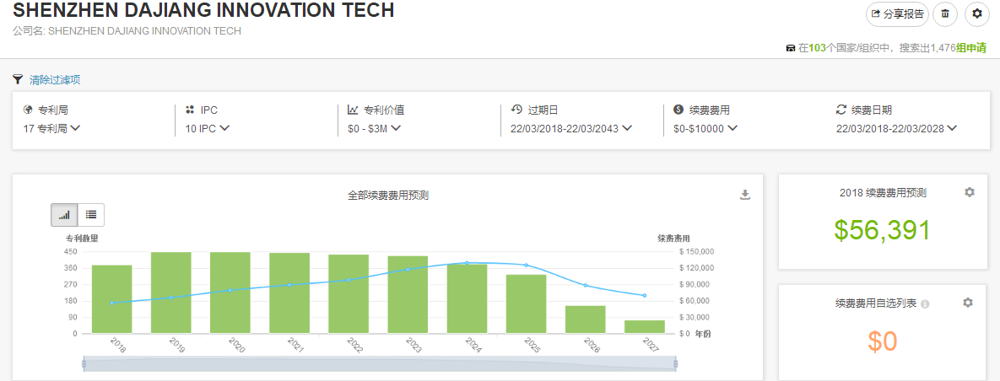 SHENZHEN DAJIANG INNOVATION TECH
分享报告
公司名: SHENZHEN DAJIANG INNOVATION TECH
在103个国家/组织中，搜索出1,476组申请
清除过滤项
专利局 IPC 专利价值 过期日 续费费用 续费日期
17 专利局 10 IPC $0 - $3M 22/03/2018-22/03/2043 $0-$10000 22/03/2018-22/03/2028
全部续费费用预测
专利数量 续费费用
450 $ 150,000
360 $ 120,000
270 $ 90,000
180 $ 60,000
90 $ 30,000
0 $ 0 年份
2018 2019 2020 2021 2022 2023 2024 2025 2026 2027
2018 续费费用预测
$56,391
续费费用自选列表
$0